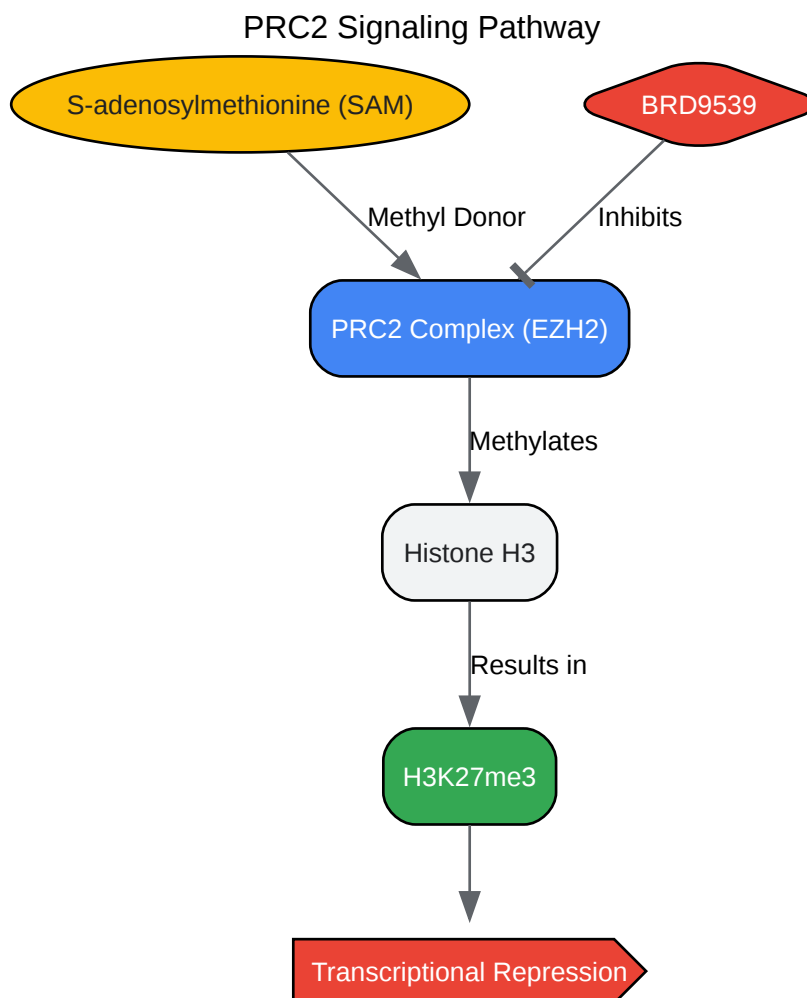 PRC2 Signaling Pathway
S-adenosylmethionine (SAM)
BRD9539
Methyl Donor
Inhibits
PRC2 Complex (EZH2)
Methylates
Histone H3
Results in
H3K27me3
Transcriptional Repression